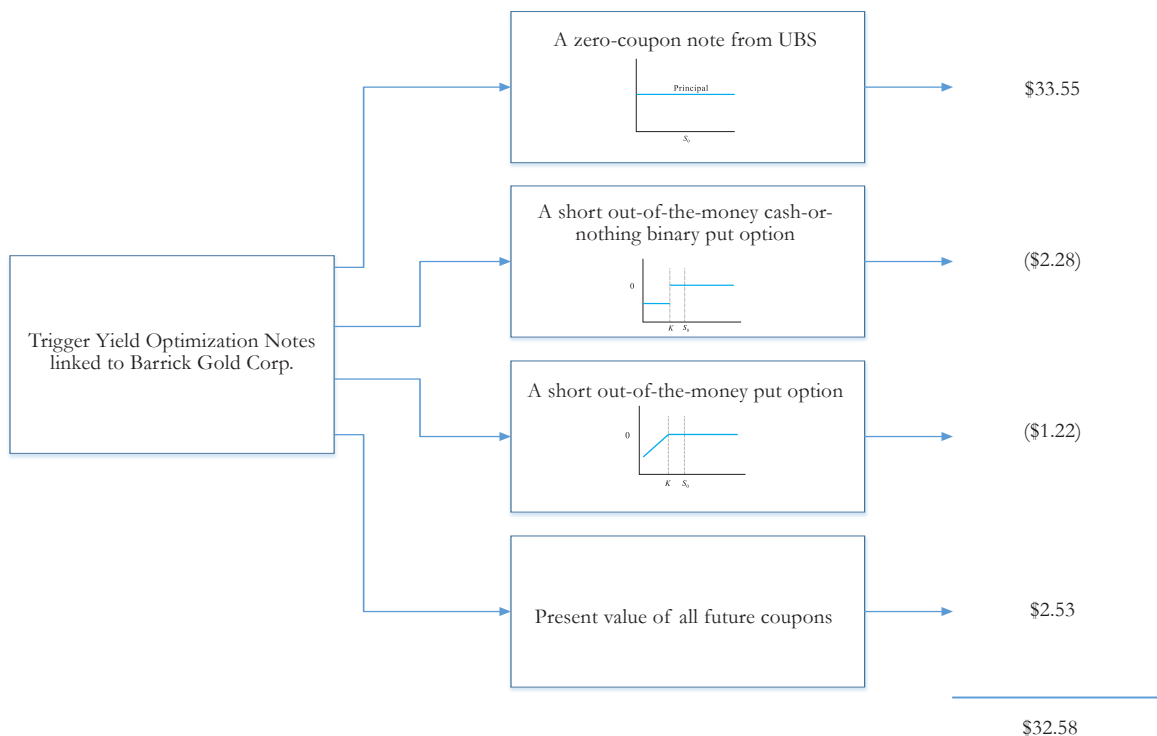 Trigger Yield Optimization Notes
linked to Barrick Gold Corp.
A zero-coupon note from UBS
Principal
S₀
$33.55
A short out-of-the-money cash-or-
nothing binary put option
0
K S₀
($2.28)
A short out-of-the-money put option
0
K S₀
($1.22)
Present value of all future coupons
$2.53
$32.58